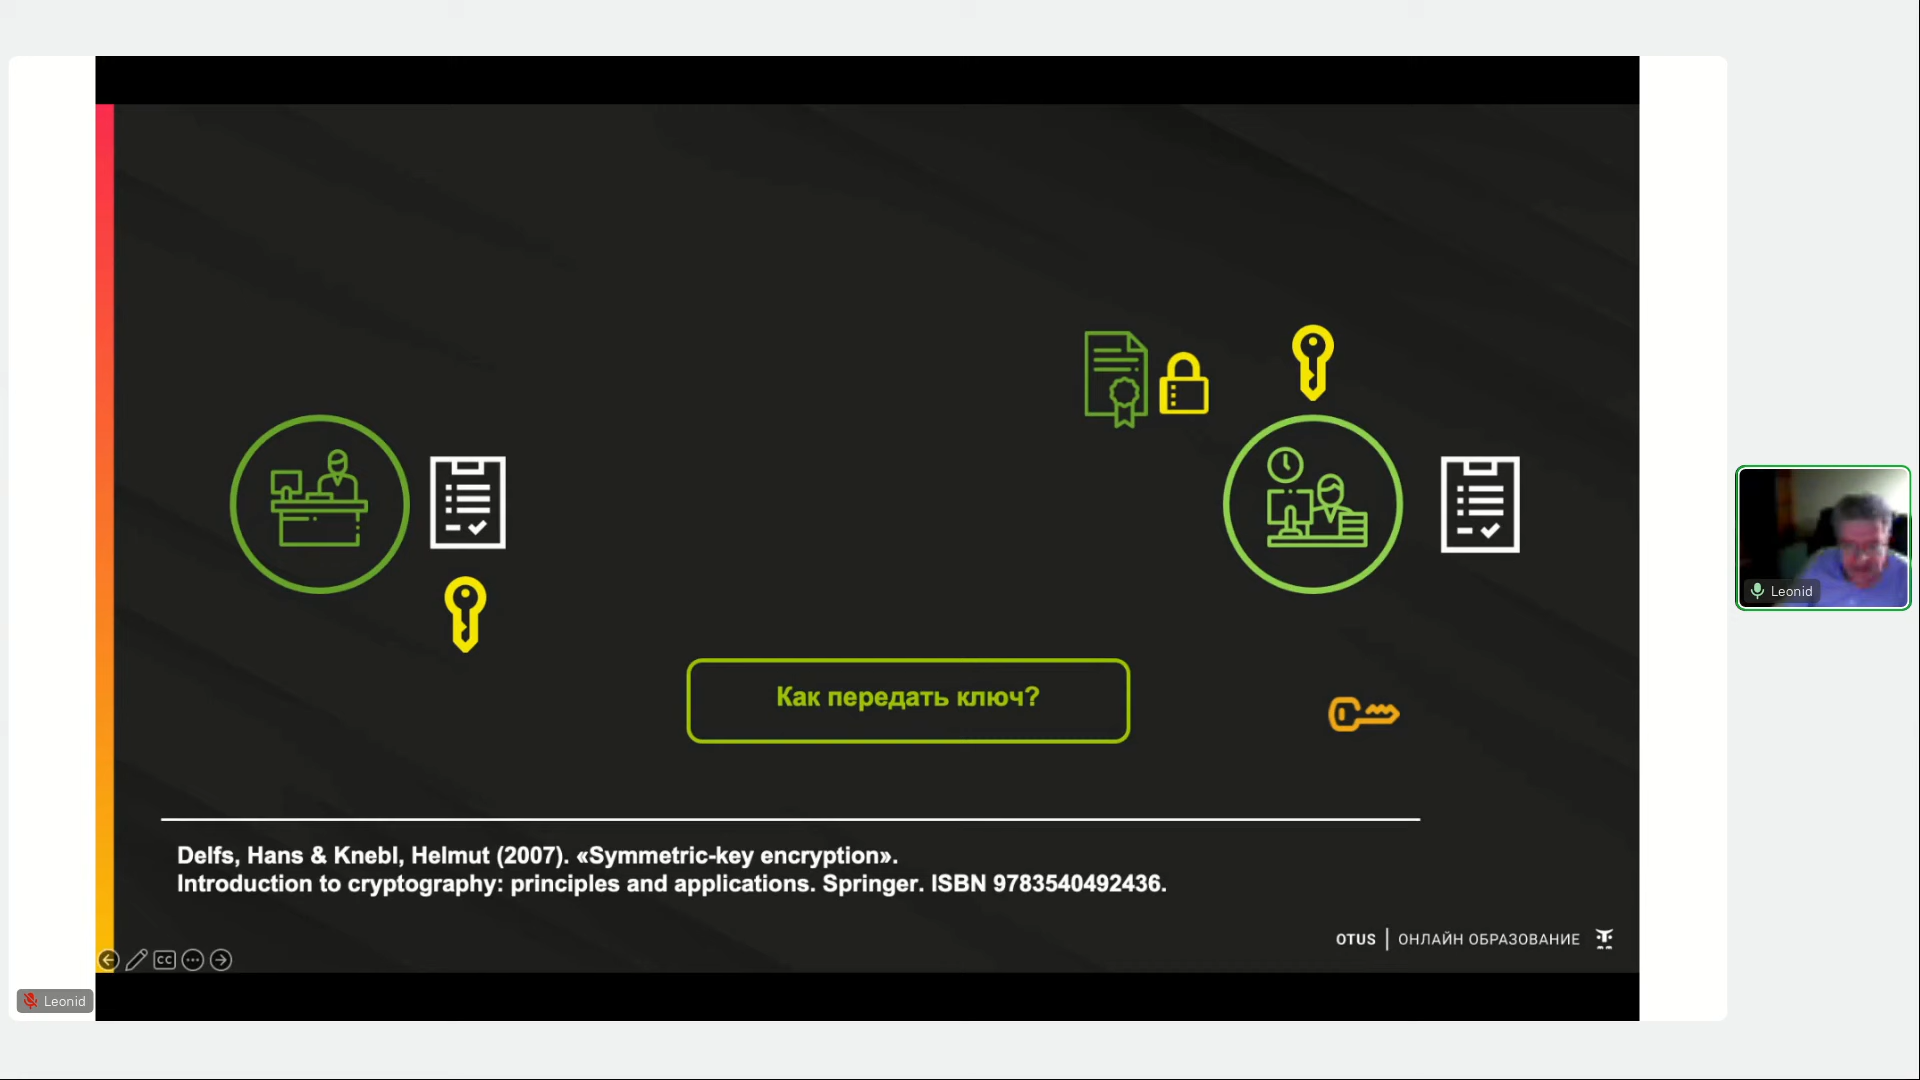 Как передать ключ?
Delfs, Hans & Knebl, Helmut (2007). «Symmetric-key encryption».
Introduction to cryptography: principles and applications. Springer. ISBN 9783540492436.
OTUS | ОНЛАЙН ОБРАЗОВАНИЕ
CC
Leonid
Leonid